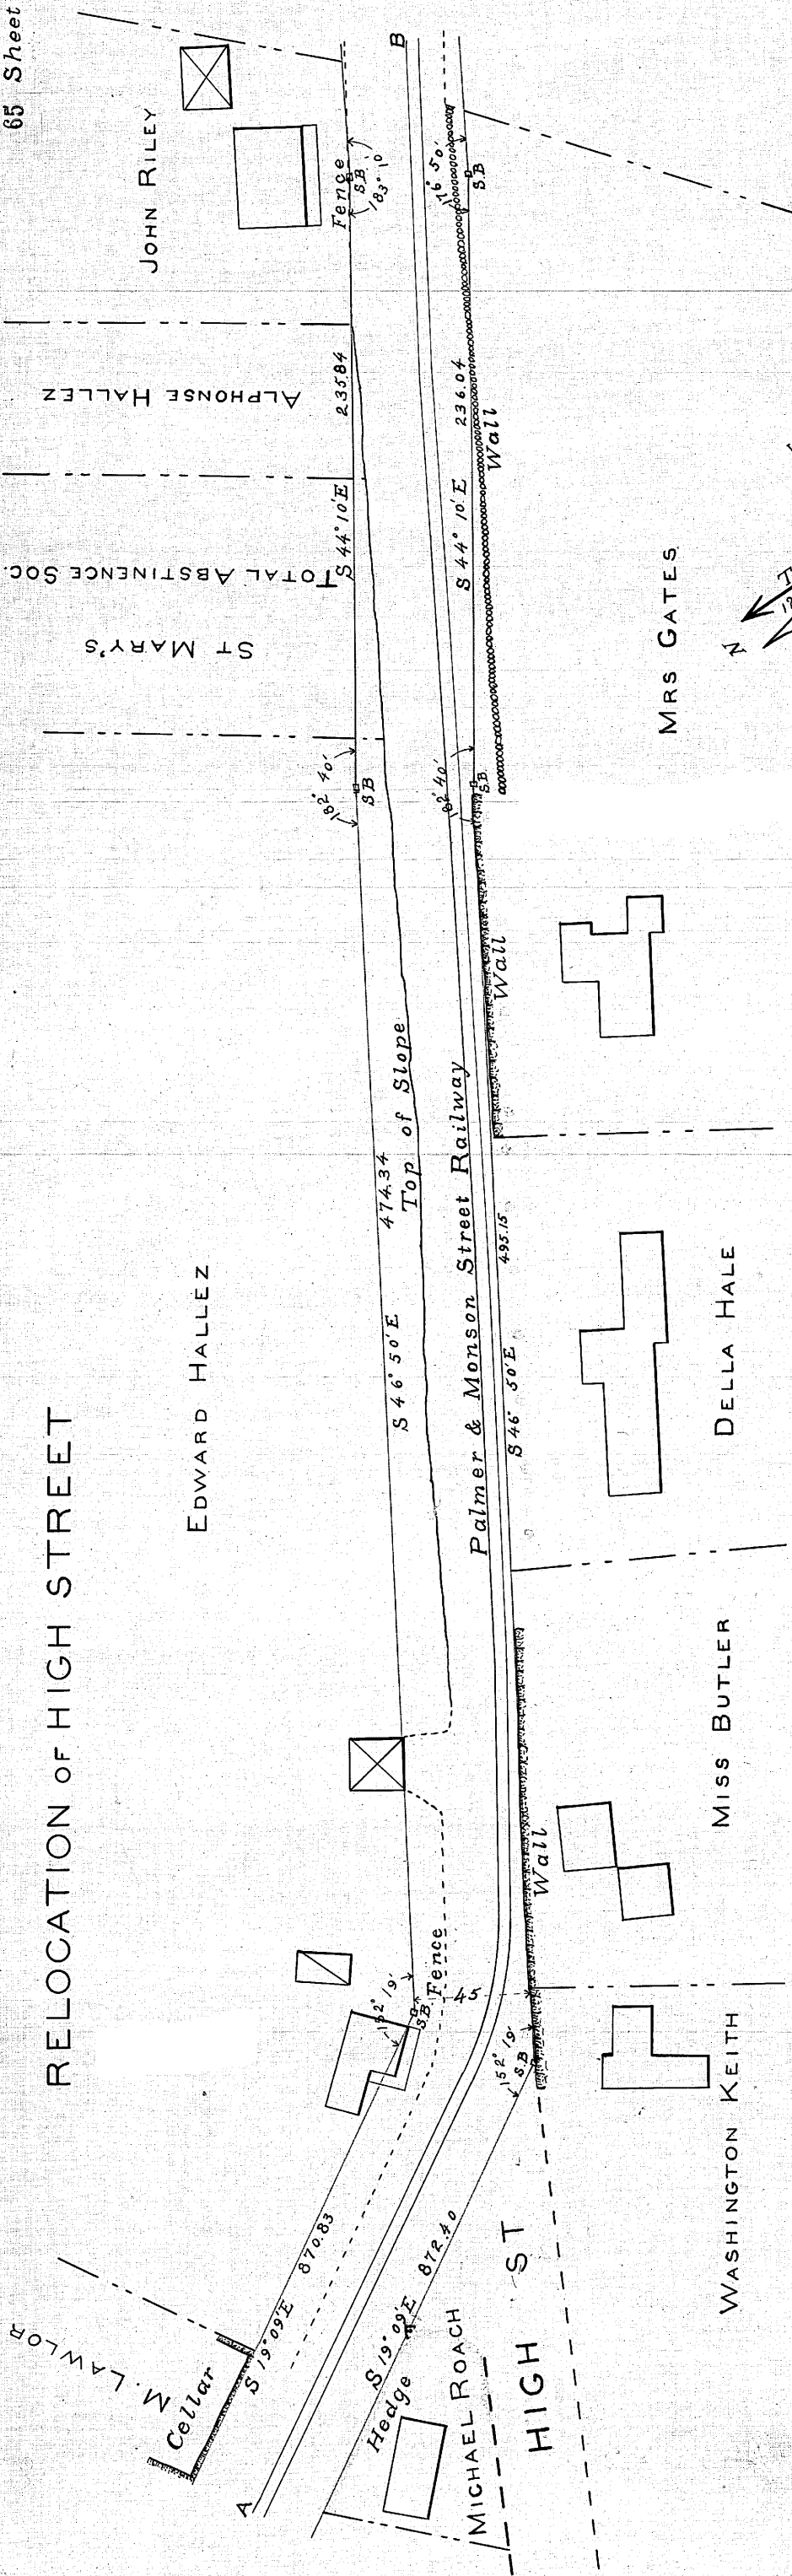 65 Sheet
RELOCATION OF HIGH STREET
M. LAWLOR
Cellar
EDWARD HALLEZ
ST MARY'S
TOTAL ABSTINENCE SOC.
ALPHONSE HALLEZ
JOHN RILEY
A
S 19° 09' E 870.83
152° 19'
S.B.
Fence
45
S 46° 50' E 474.34
Top of Slope
182° 40'
S B
S 44° 10' E 235.84
Fence
S.B.
183° 10'
B
Palmer & Monson Street Railway
S 19° 09' E 872.40
Hedge
152° 19'
S.B
Wall
S 46° 50' E 495.15
Wall
182° 40'
S.B.
S 44° 10' E 236.04
Wall
176° 50'
S.B
MICHAEL ROACH
HIGH ST
WASHINGTON KEITH
MISS BUTLER
DELLA HALE
MRS GATES
N